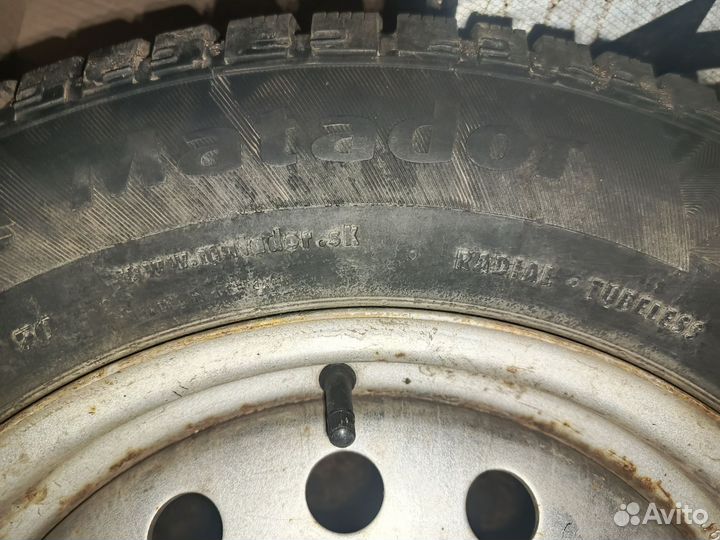 Matador
www.matador.sk
RADIAL · TUBELESS
Avito